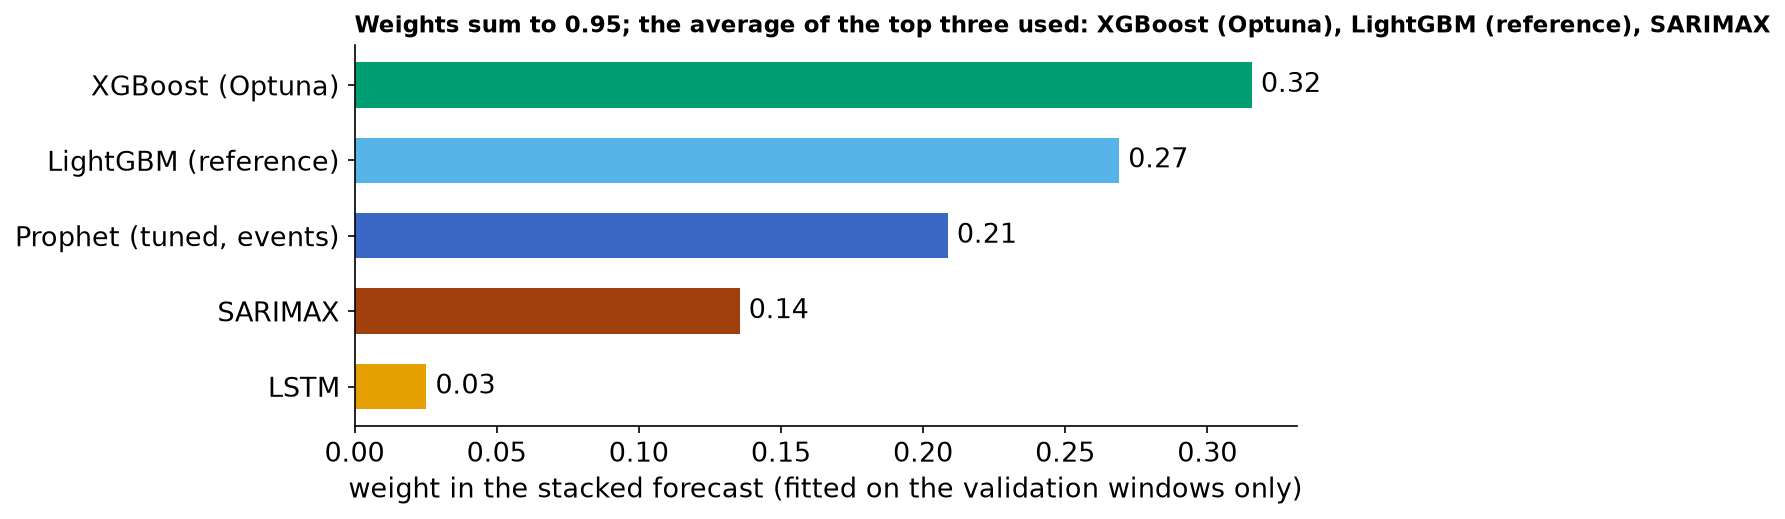 Weights sum to 0.95; the average of the top three used: XGBoost (Optuna), LightGBM (reference), SARIMAX
XGBoost (Optuna) 0.32
LightGBM (reference) 0.27
Prophet (tuned, events) 0.21
SARIMAX 0.14
LSTM 0.03
0.00 0.05 0.10 0.15 0.20 0.25 0.30
weight in the stacked forecast (fitted on the validation windows only)